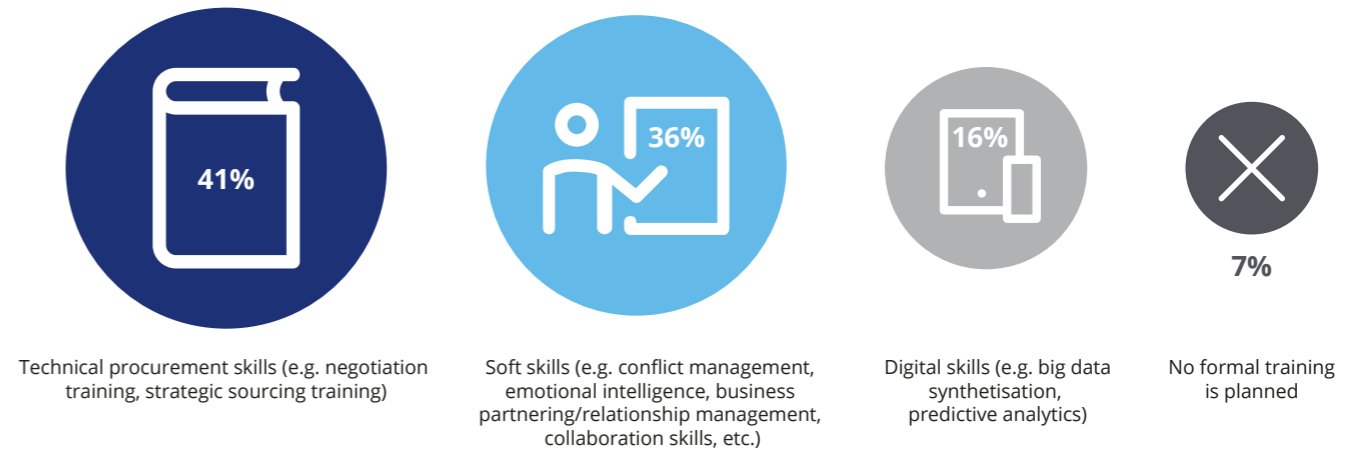 41%
36%
16%
7%
Technical procurement skills (e.g. negotiation
training, strategic sourcing training)
Soft skills (e.g. conflict management,
emotional intelligence, business
partnering/relationship management,
collaboration skills, etc.)
Digital skills (e.g. big data
synthetisation,
predictive analytics)
No formal training
is planned